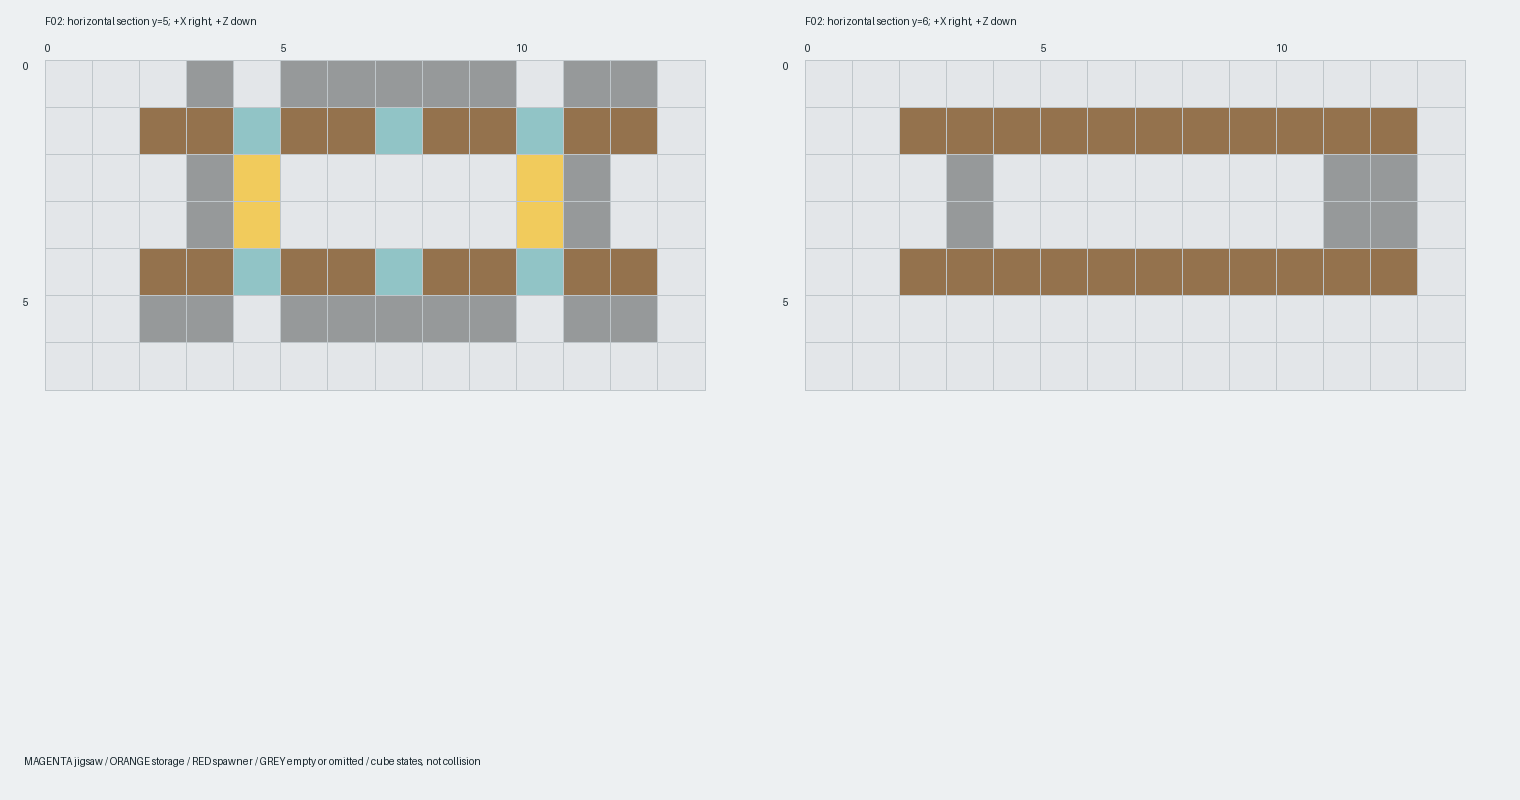 F02: horizontal section y=5; +X right, +Z down
F02: horizontal section y=6; +X right, +Z down
0 5 10
0 5 10
0
0
5
5
MAGENTA jigsaw / ORANGE storage / RED spawner / GREY empty or omitted / cube states, not collision